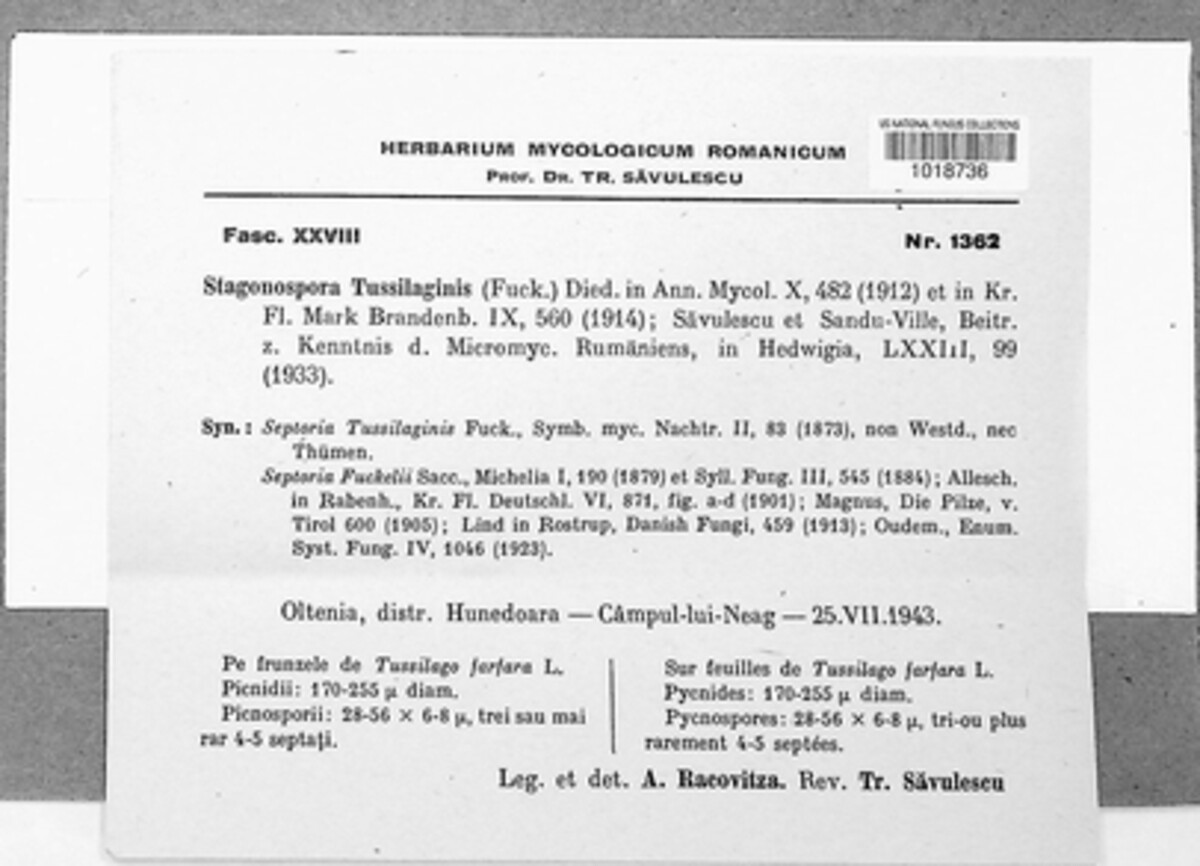 US NATIONAL FUNGUS COLLECTIONS
1018736
HERBARIUM MYCOLOGICUM ROMANICUM
PROF. DR. TR. SĂVULESCU
Fasc. XXVIII
Nr. 1362
Stagonospora Tussilaginis (Fuck.) Died. in Ann. Mycol. X, 482 (1912) et in Kr.
Fl. Mark Brandenb. IX, 560 (1914); Săvulescu et Sandu-Ville, Beitr.
z. Kenntnis d. Micromyc. Rumäniens, in Hedwigia, LXXIII, 99
(1933).
Syn.: Septoria Tussilaginis Fuck., Symb. myc. Nachtr. II, 83 (1873), non Westd., nec
Thümen.
Septoria Fuckelii Sacc., Michelia I, 190 (1879) et Syll. Fung. III, 545 (1884); Allesch.
in Rabenh., Kr. Fl. Deutschl. VI, 871, fig. a-d (1901); Magnus, Die Pilze, v.
Tirol 600 (1905); Lind in Rostrup, Danish Fungi, 459 (1913); Oudem., Enum.
Syst. Fung. IV, 1046 (1923).
Oltenia, distr. Hunedoara — Câmpul-lui-Neag — 25.VII.1943.
Pe frunzele de Tussilago farfara L.
Picnidii: 170-255 µ diam.
Picnosporii: 28-56 × 6-8 µ, trei sau mai
rar 4-5 septați.
Sur feuilles de Tussilago farfara L.
Pycnides: 170-255 µ diam.
Pycnospores: 28-56 × 6-8 µ, tri-ou plus
rarement 4-5 septées.
Leg. et det. A. Racovitza. Rev. Tr. Săvulescu